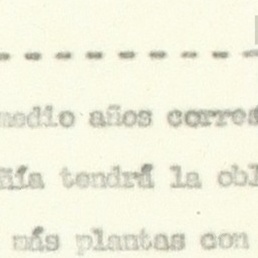 medio años corres
ñía tendrá la obl
más plantas con